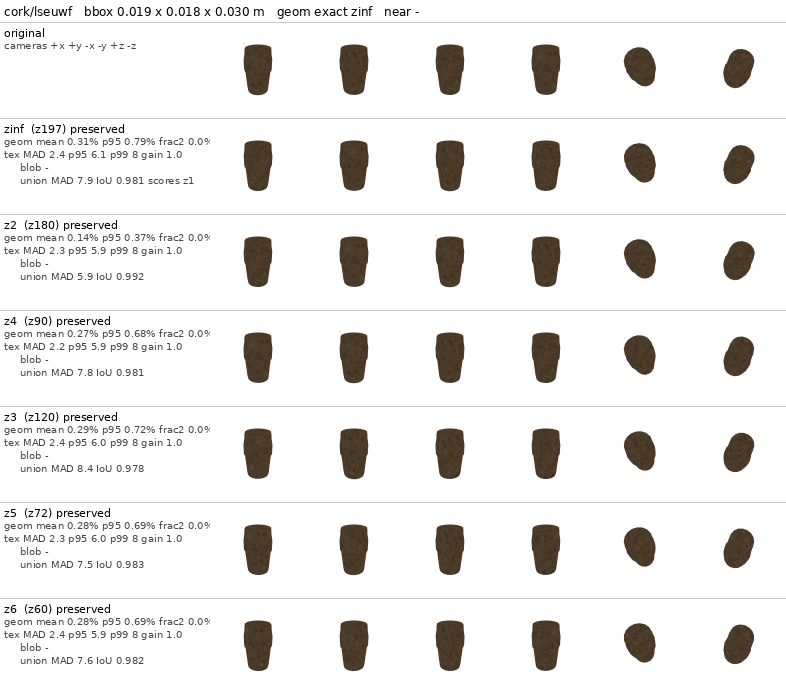 cork/lseuwf bbox 0.019 x 0.018 x 0.030 m geom exact zinf near -
original
cameras +x +y -x -y +z -z
zinf (z197) preserved
geom mean 0.31% p95 0.79% frac2 0.0%
tex MAD 2.4 p95 6.1 p99 8 gain 1.0
blob -
union MAD 7.9 IoU 0.981 scores z1
z2 (z180) preserved
geom mean 0.14% p95 0.37% frac2 0.0%
tex MAD 2.3 p95 5.9 p99 8 gain 1.0
blob -
union MAD 5.9 IoU 0.992
z4 (z90) preserved
geom mean 0.27% p95 0.68% frac2 0.0%
tex MAD 2.2 p95 5.9 p99 8 gain 1.0
blob -
union MAD 7.8 IoU 0.981
z3 (z120) preserved
geom mean 0.29% p95 0.72% frac2 0.0%
tex MAD 2.4 p95 6.0 p99 8 gain 1.0
blob -
union MAD 8.4 IoU 0.978
z5 (z72) preserved
geom mean 0.28% p95 0.69% frac2 0.0%
tex MAD 2.3 p95 6.0 p99 8 gain 1.0
blob -
union MAD 7.5 IoU 0.983
z6 (z60) preserved
geom mean 0.28% p95 0.69% frac2 0.0%
tex MAD 2.4 p95 5.9 p99 8 gain 1.0
blob -
union MAD 7.6 IoU 0.982